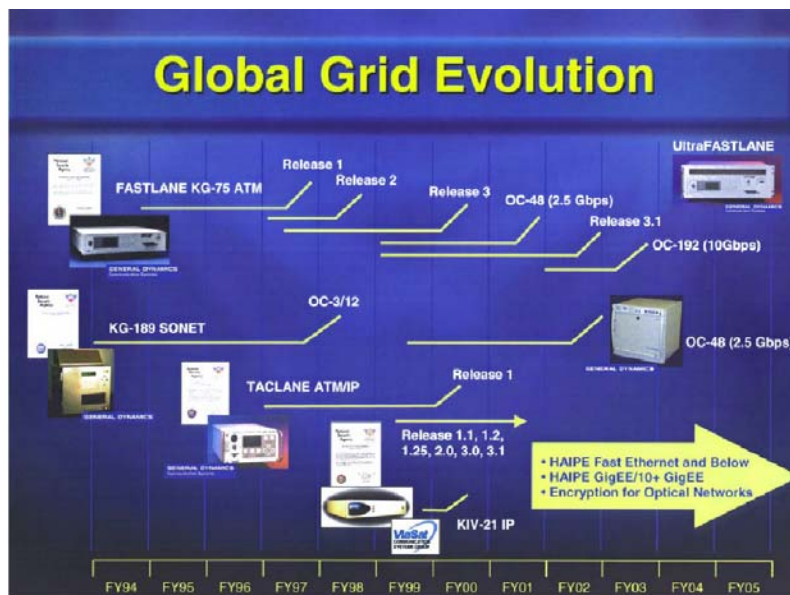 Global Grid Evolution
UltraFASTLANE
Release 1
FASTLANE KG-75 ATM
Release 2
Release 3
OC-48 (2.5 Gbps)
Release 3.1
OC-192 (10Gbps)
GENERAL DYNAMICS
GENERAL DYNAMICS
OC-3/12
KG-189 SONET
OC-48 (2.5 Gbps)
GENERAL DYNAMICS
GENERAL DYNAMICS
TACLANE ATM/IP
Release 1
GENERAL DYNAMICS
Release 1.1, 1.2,
1.25, 2.0, 3.0, 3.1
• HAIPE Fast Ethernet and Below
• HAIPE GigEE/10+ GigEE
• Encryption for Optical Networks
KIV-21 IP
ViaSat
FY94 FY95 FY96 FY97 FY98 FY99 FY00 FY01 FY02 FY03 FY04 FY05